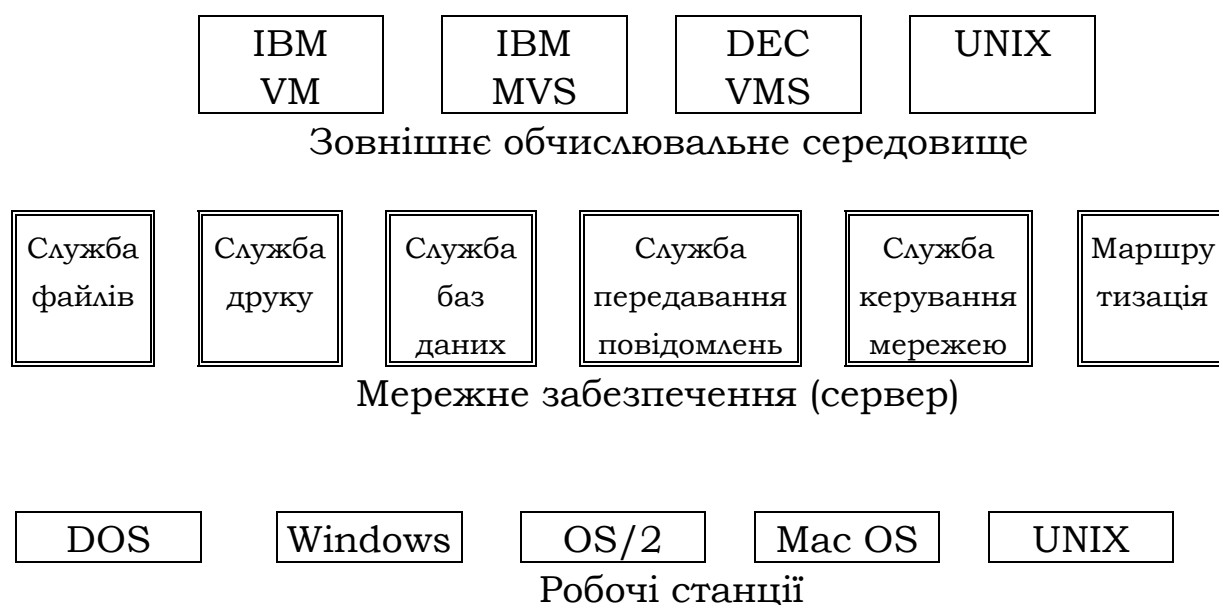 IBM VM
IBM MVS
DEC VMS
UNIX
Зовнішнє обчислювальне середовище
Служба файлів
Служба друку
Служба баз даних
Служба передавання повідомлень
Служба керування мережею
Маршру тизація
Мережне забезпечення (сервер)
DOS
Windows
OS/2
Mac OS
UNIX
Робочі станції